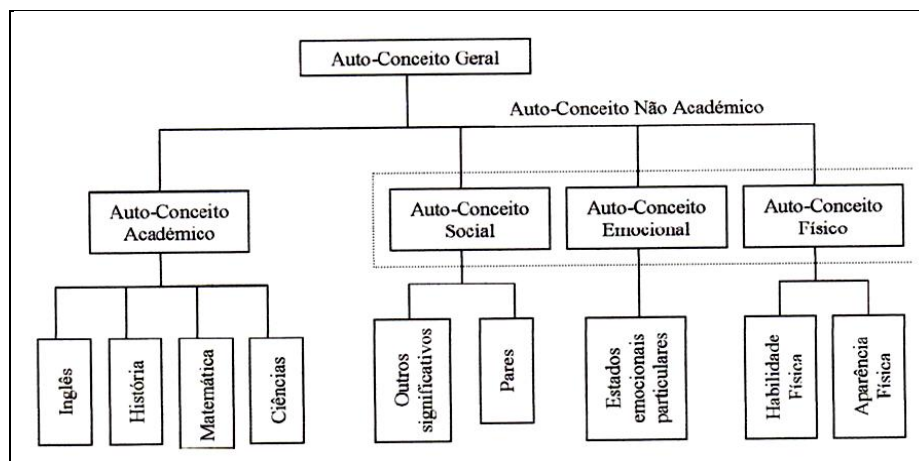 Auto-Conceito Geral
Auto-Conceito Não Académico
Auto-Conceito
Académico
Auto-Conceito
Social
Auto-Conceito
Emocional
Auto-Conceito
Físico
Inglês
História
Matemática
Ciências
Outros
significativos
Pares
Estados
emocionais
particulares
Habilidade
Física
Aparência
Física